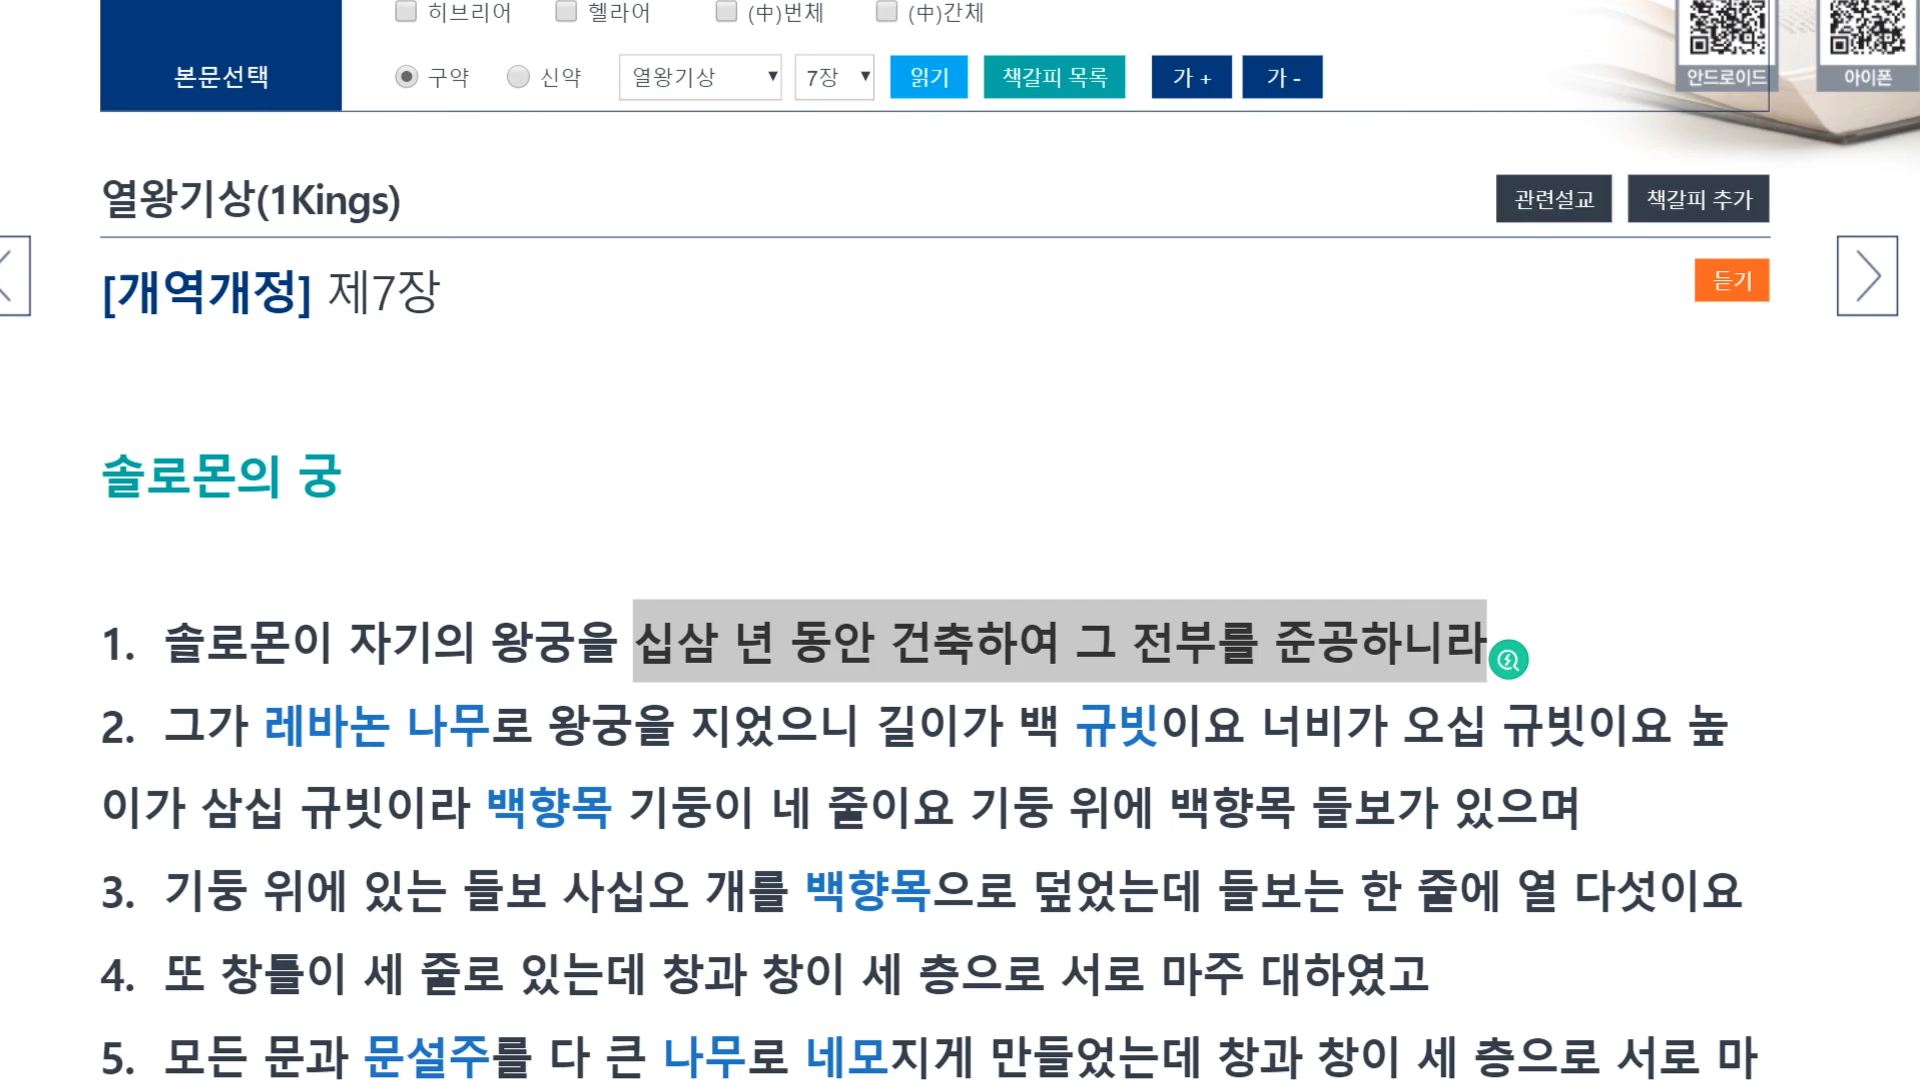 히브리어 헬라어 (中)번체 (中)간체
본문선택 구약 신약 열왕기상 7장 읽기 책갈피 목록 가 + 가 -
안드로이드 아이폰
열왕기상(1Kings) 관련설교 책갈피 추가
[개역개정] 제7장 듣기
솔로몬의 궁
1. 솔로몬이 자기의 왕궁을 십삼 년 동안 건축하여 그 전부를 준공하니라
2. 그가 레바논 나무로 왕궁을 지었으니 길이가 백 규빗이요 너비가 오십 규빗이요 높
이가 삼십 규빗이라 백향목 기둥이 네 줄이요 기둥 위에 백향목 들보가 있으며
3. 기둥 위에 있는 들보 사십오 개를 백향목으로 덮었는데 들보는 한 줄에 열 다섯이요
4. 또 창틀이 세 줄로 있는데 창과 창이 세 층으로 서로 마주 대하였고
5. 모든 문과 문설주를 다 큰 나무로 네모지게 만들었는데 창과 창이 세 층으로 서로 마